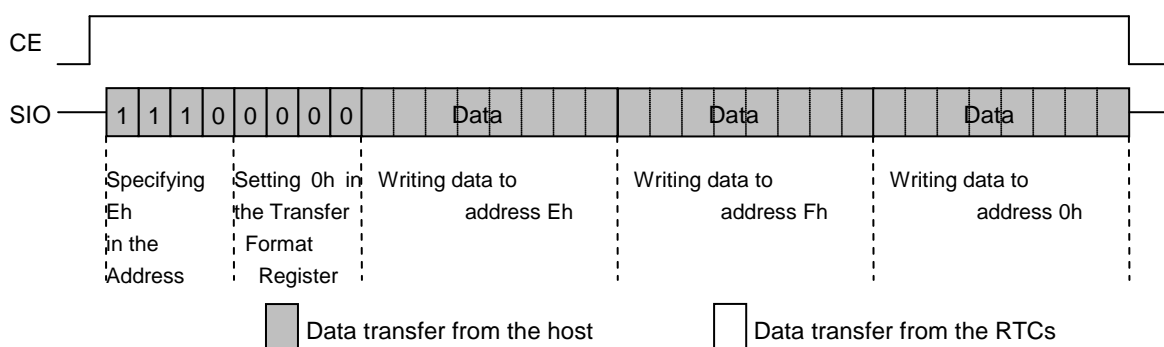 CE
SIO 1 1 1 0 0 0 0 0 Data Data Data
Specifying Setting 0h in Writing data to Writing data to Writing data to
Eh the Transfer address Eh address Fh address 0h
in the Format
Address Register
Data transfer from the host Data transfer from the RTCs